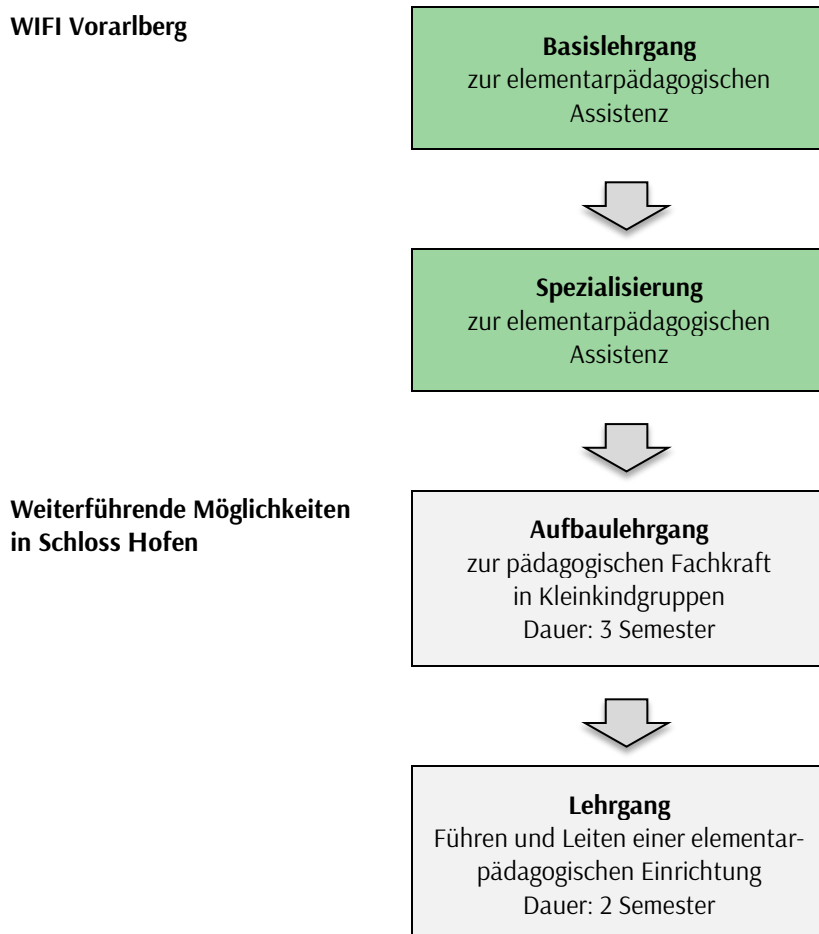 WIFI Vorarlberg
Basislehrgang
zur elementarpädagogischen
Assistenz
Spezialisierung
zur elementarpädagogischen
Assistenz
Weiterführende Möglichkeiten
in Schloss Hofen
Aufbaulehrgang
zur pädagogischen Fachkraft
in Kleinkindgruppen
Dauer: 3 Semester
Lehrgang
Führen und Leiten einer elementar-
pädagogischen Einrichtung
Dauer: 2 Semester